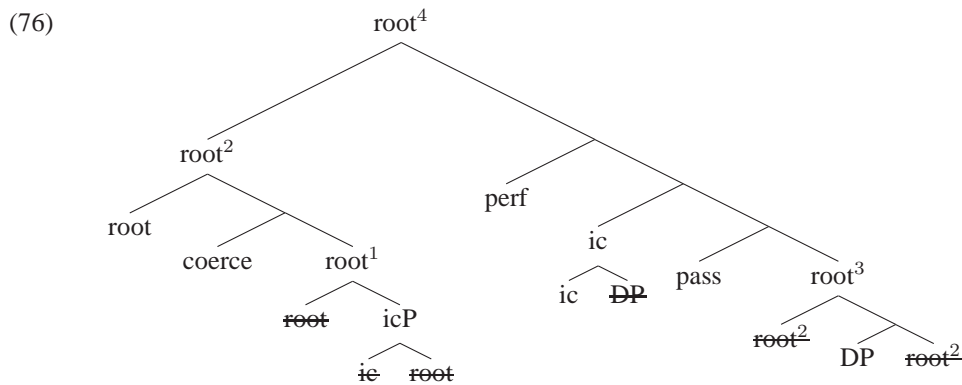 (76) root⁴
root²
root perf
coerce root¹ ic pass root³
root icP ic DP root²
ic root DP root²